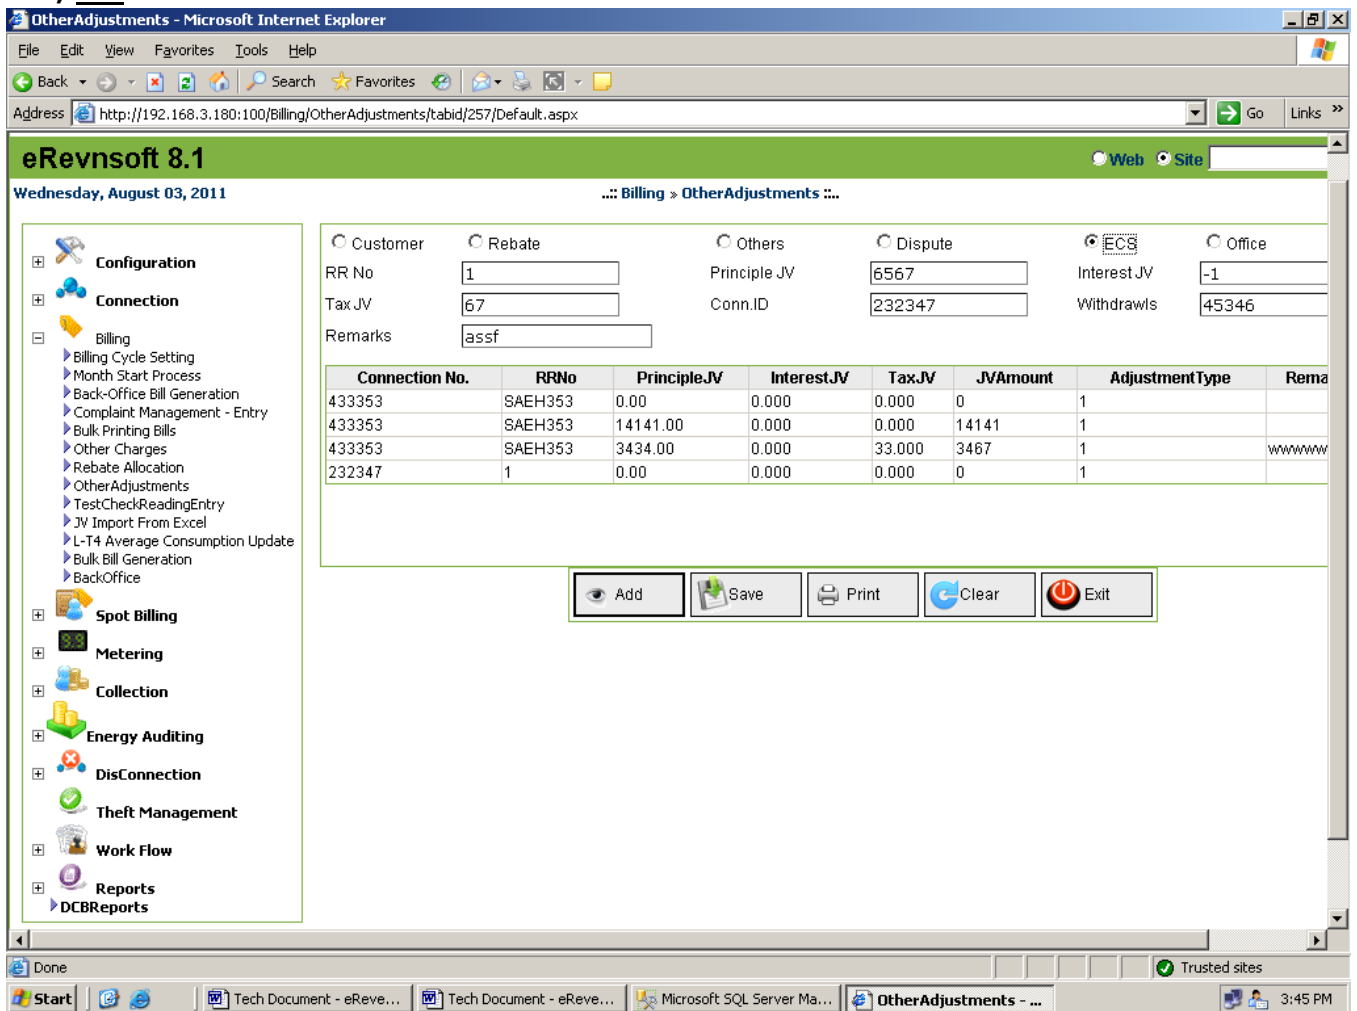 OtherAdjustments - Microsoft Internet Explorer
File Edit View Favorites Tools Help
Back Search Favorites
Address http://192.168.3.180:100/Billing/OtherAdjustments/tabid/257/Default.aspx Go Links »
eRevnsoft 8.1 Web Site
Wednesday, August 03, 2011 ..:: Billing » OtherAdjustments ::..
Configuration
Connection
Billing
Billing Cycle Setting
Month Start Process
Back-Office Bill Generation
Complaint Management - Entry
Bulk Printing Bills
Other Charges
Rebate Allocation
OtherAdjustments
TestCheckReadingEntry
JV Import From Excel
L-T4 Average Consumption Update
Bulk Bill Generation
BackOffice
Spot Billing
Metering
Collection
Energy Auditing
DisConnection
Theft Management
Work Flow
Reports
DCBReports
Customer Rebate Others Dispute ECS Office
RR No 1 Principle JV 6567 Interest JV -1
Tax JV 67 Conn.ID 232347 Withdrawls 45346
Remarks assf
Connection No. RRNo PrincipleJV InterestJV TaxJV JVAmount AdjustmentType Rema
433353 SAEH353 0.00 0.000 0.000 0 1
433353 SAEH353 14141.00 0.000 0.000 14141 1
433353 SAEH353 3434.00 0.000 33.000 3467 1 wwwwww
232347 1 0.00 0.000 0.000 0 1
Add Save Print Clear Exit
Done Trusted sites
Start Tech Document - eReve... Tech Document - eReve... Microsoft SQL Server Ma... OtherAdjustments - ... 3:45 PM